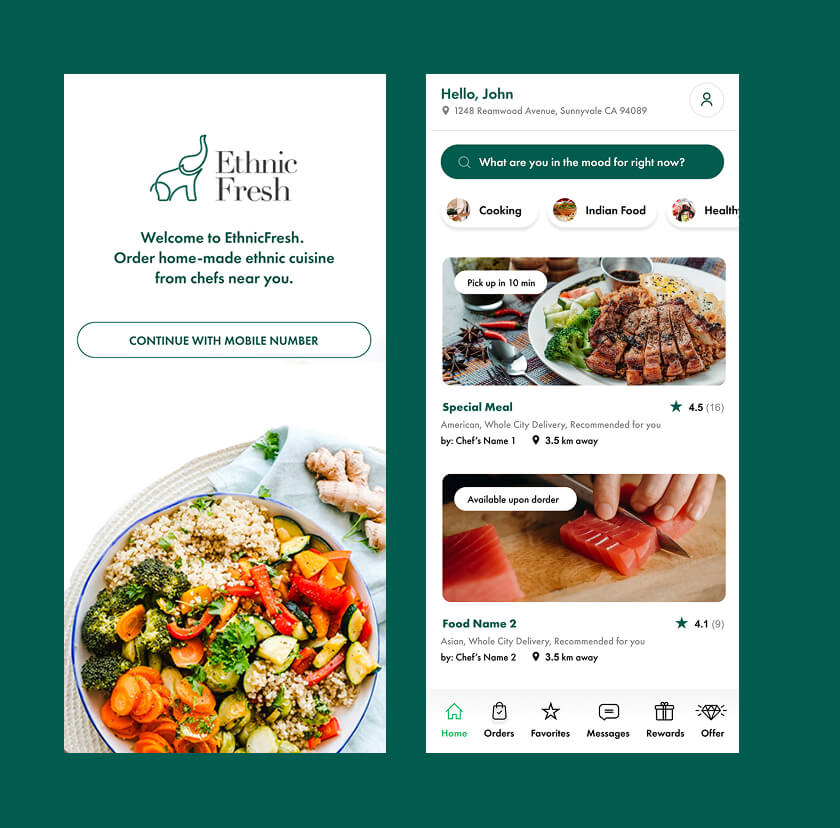 Ethnic
Fresh
Welcome to EthnicFresh.
Order home-made ethnic cuisine
from chefs near you.
CONTINUE WITH MOBILE NUMBER
Hello, John
1248 Reamwood Avenue, Sunnyvale CA 94089
What are you in the mood for right now?
Cooking Indian Food Healthy
Pick up in 10 min
Special Meal 4.5 (16)
American, Whole City Delivery, Recommended for you
by: Chef's Name 1 3.5 km away
Available upon dorder
Food Name 2 4.1 (9)
Asian, Whole City Delivery, Recommended for you
by: Chef's Name 2 3.5 km away
Home Orders Favorites Messages Rewards Offer